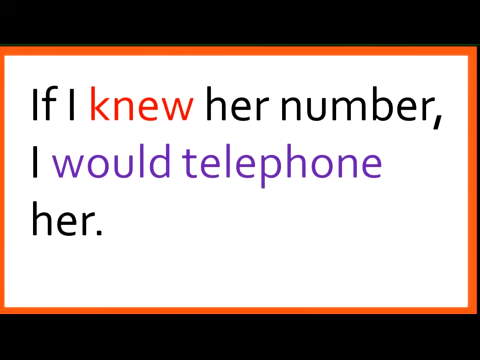 If I knew her number,
I would telephone
her.